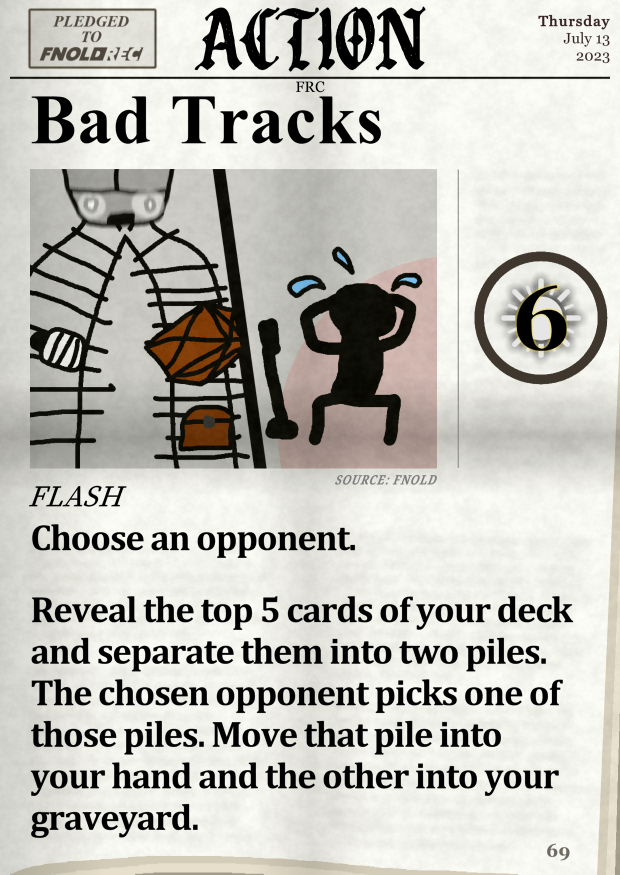 PLEDGED
TO
FNOLD REC
ACTION
Thursday
July 13
2023
FRC
Bad Tracks
6
SOURCE: FNOLD
FLASH
Choose an opponent.
Reveal the top 5 cards of your deck
and separate them into two piles.
The chosen opponent picks one of
those piles. Move that pile into
your hand and the other into your
graveyard.
69